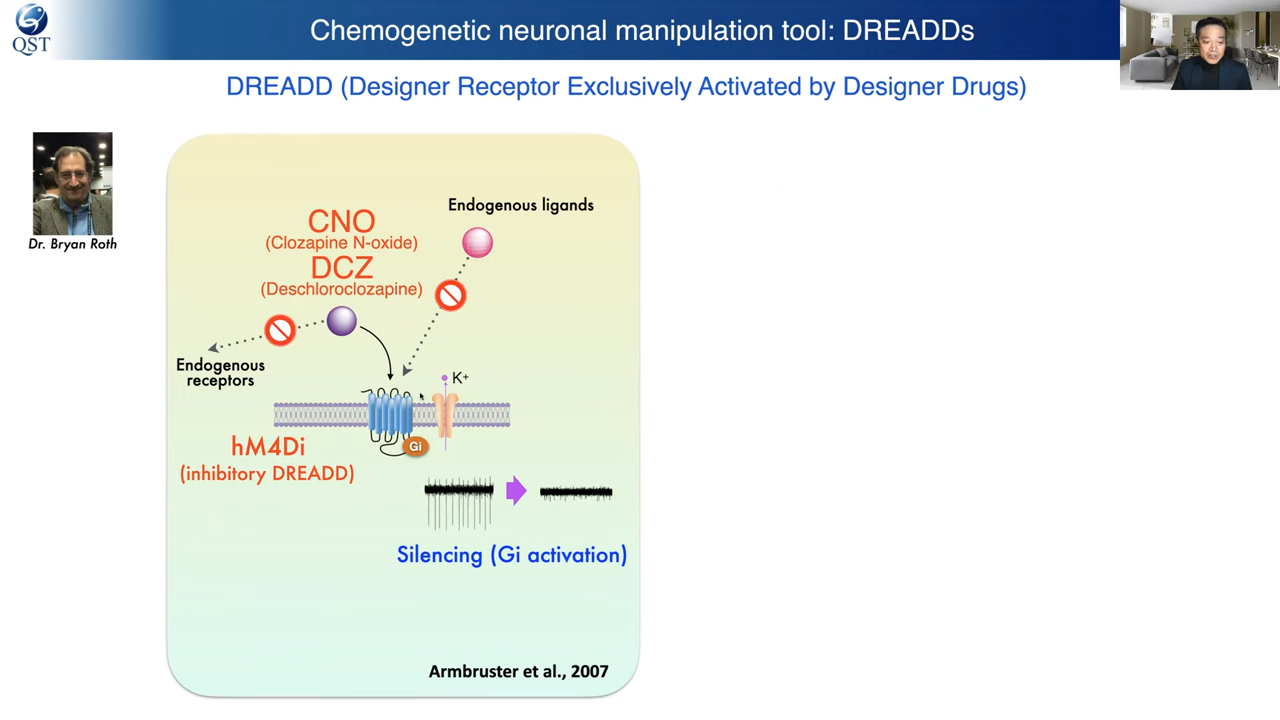 QST
Chemogenetic neuronal manipulation tool: DREADDs
DREADD (Designer Receptor Exclusively Activated by Designer Drugs)
Dr. Bryan Roth
CNO
(Clozapine N-oxide)
DCZ
(Deschloroclozapine)
Endogenous ligands
Endogenous
receptors
K+
hM4Di
(inhibitory DREADD)
Gi
Silencing (Gi activation)
Armbruster et al., 2007